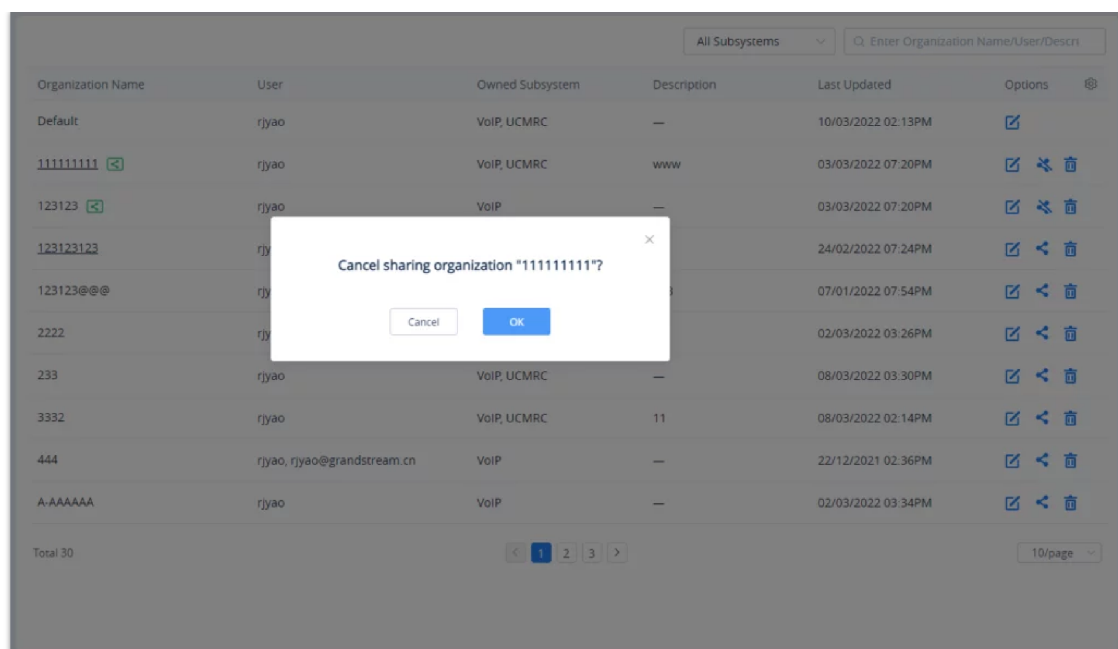 All Subsystems Enter Organization Name/User/Descri
Organization Name User Owned Subsystem Description Last Updated Options
Default rjyao VoIP, UCMRC — 10/03/2022 02:13PM
111111111 rjyao VoIP, UCMRC www 03/03/2022 07:20PM
123123 rjyao VoIP — 03/03/2022 07:20PM
123123123 rjy 24/02/2022 07:24PM
Cancel sharing organization "111111111"?
123123@@@ rjy 3 07/01/2022 07:54PM
Cancel OK
2222 rjy 02/03/2022 03:26PM
233 rjyao VoIP, UCMRC — 08/03/2022 03:30PM
3332 rjyao VoIP, UCMRC 11 08/03/2022 02:14PM
444 rjyao, rjyao@grandstream.cn VoIP — 22/12/2021 02:36PM
A-AAAAAA rjyao VoIP — 02/03/2022 03:34PM
Total 30 < 1 2 3 > 10/page